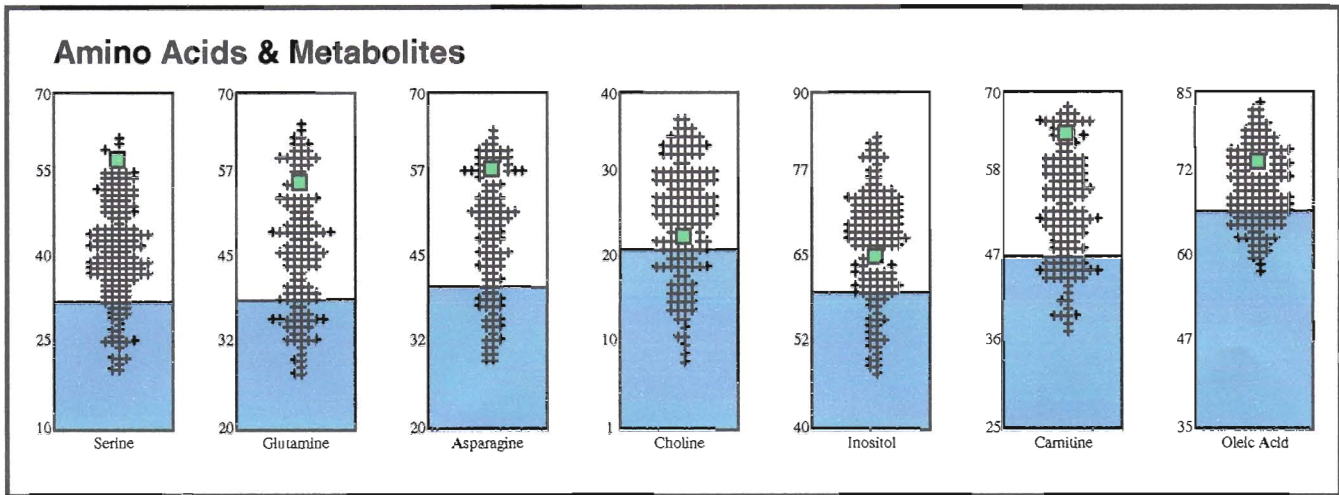 Amino Acids & Metabolites
70 70 70 40 90 70 85
55 57 57 30 77 58 72
40 45 45 20 65 47 60
25 32 32 10 52 36 47
10 20 20 1 40 25 35
Serine Glutamine Asparagine Choline Inositol Carnitine Oleic Acid